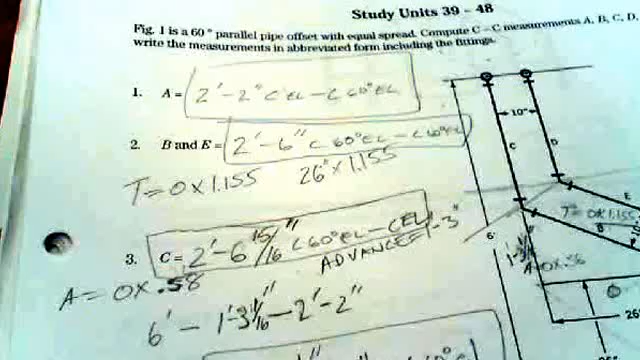 Study Units 39 - 48
Fig. 1 is a 60° parallel pipe offset with equal spread. Compute C - C measurements A, B, C, D,
write the measurements in abbreviated form including the fittings.
1. A = 2'-2" C EL - C 60° EL
2. B and E = 2'-6" C 60° EL - C 60° EL
T = O X 1.155 26" X 1.155
3. C = 2'-6 15/16" C 60° EL - C EL
ADVANCE = 1'-3"
A = O X .58
6' - 1'-3 1/16" - 2'-2"
10"
C
D
E
T = O X 1.155
B
6'
A = O X .58
26"